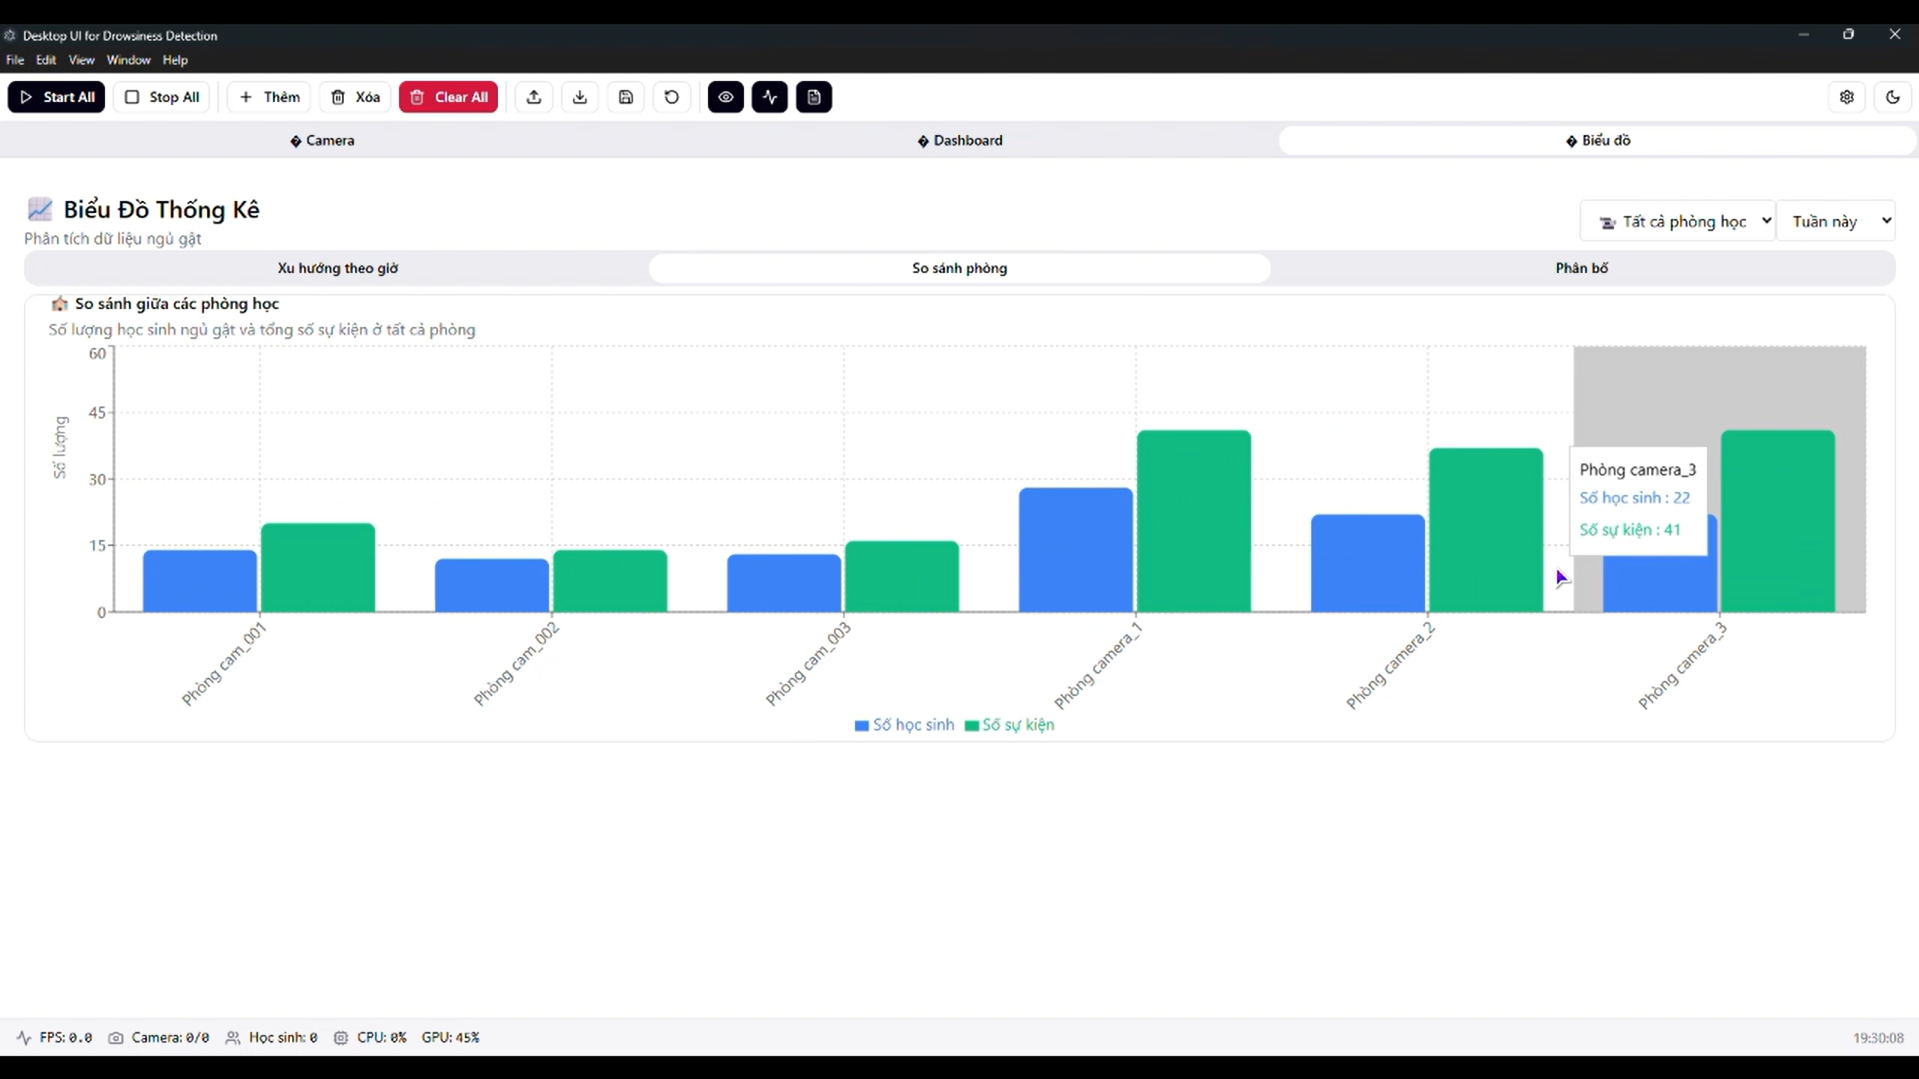 Desktop UI for Drowsiness Detection
File Edit View Window Help
Start All Stop All Thêm Xóa Clear All
� Camera � Dashboard � Biểu đồ
Biểu Đồ Thống Kê
Phân tích dữ liệu ngủ gật
Tất cả phòng học Tuần này
Xu hướng theo giờ So sánh phòng Phân bố
So sánh giữa các phòng học
Số lượng học sinh ngủ gật và tổng số sự kiện ở tất cả phòng
60
45
30
15
0
Số lượng
Phòng camera_3
Số học sinh : 22
Số sự kiện : 41
Phòng cam_001 Phòng cam_002 Phòng cam_003 Phòng camera_1 Phòng camera_2 Phòng camera_3
Số học sinh Số sự kiện
FPS: 0.0 Camera: 0/0 Học sinh: 0 CPU: 0% GPU: 45% 19:30:08